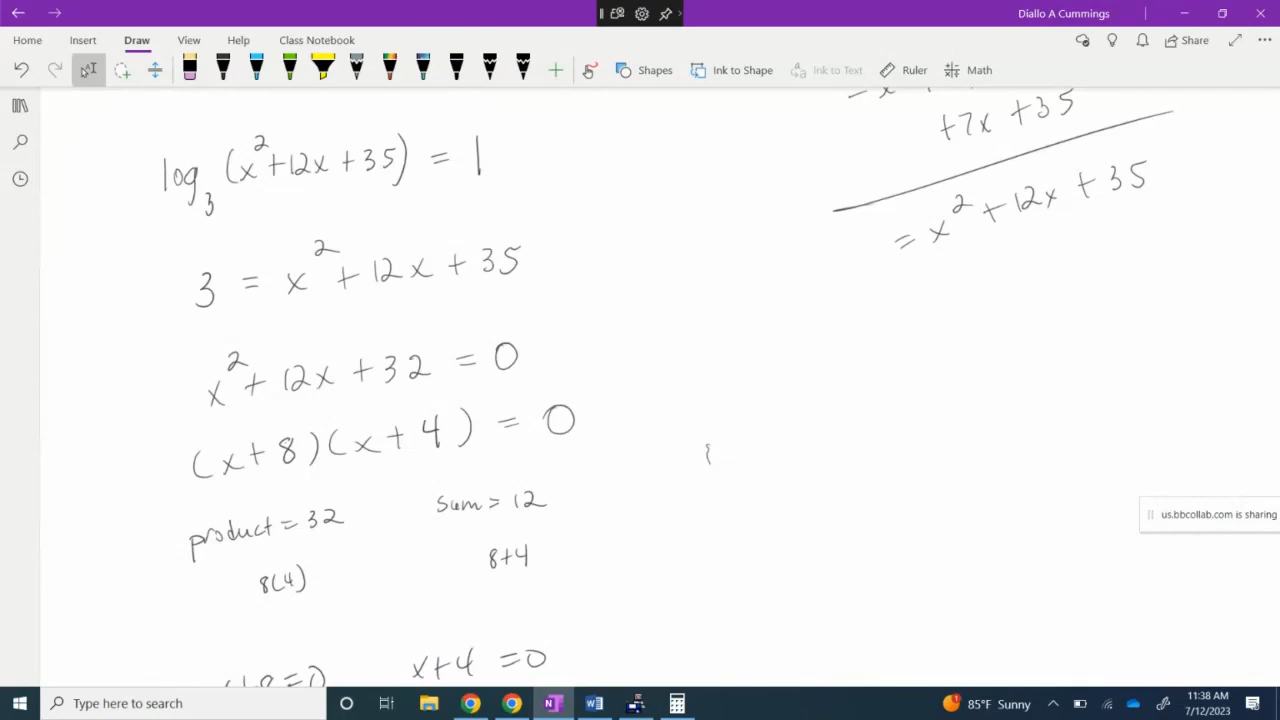 Diallo A Cummings
Home Insert Draw View Help Class Notebook
Share
Shapes Ink to Shape Ink to Text Ruler Math
+7x +35
= x² + 12x + 35
log₃ (x² + 12x + 35) = 1
3 = x² + 12x + 35
x² + 12x + 32 = 0
(x + 8)(x + 4) = 0
product = 32 sum = 12
8(4) 8+4
x+4 = 0
us.bbcollab.com is sharing
Type here to search
85°F Sunny
11:38 AM
7/12/2023